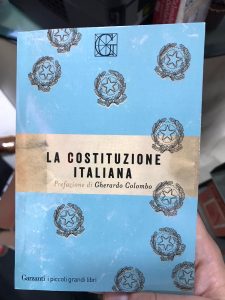 LA COSTITUZIONE
ITALIANA
Prefazione di Gherardo Colombo
Garzanti i piccoli grandi libri